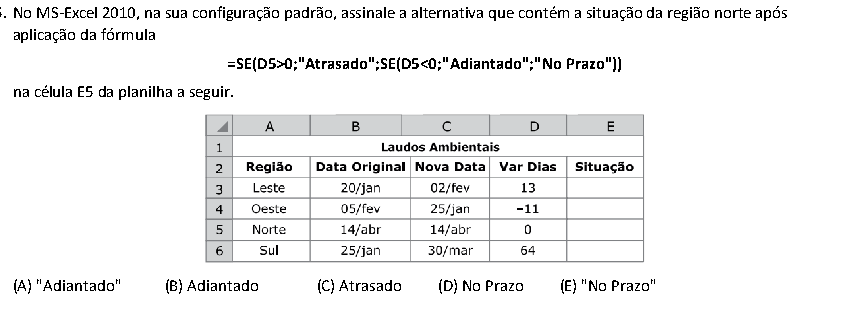 . No MS-Excel 2010, na sua configuração padrão, assinale a alternativa que contém a situação da região norte após
aplicação da fórmula
=SE(D5>0;"Atrasado";SE(D5<0;"Adiantado";"No Prazo"))
na célula E5 da planilha a seguir.
A B C D E
1 Laudos Ambientais
2 Região Data Original Nova Data Var Dias Situação
3 Leste 20/jan 02/fev 13
4 Oeste 05/fev 25/jan −11
5 Norte 14/abr 14/abr 0
6 Sul 25/jan 30/mar 64
(A) "Adiantado" (B) Adiantado (C) Atrasado (D) No Prazo (E) "No Prazo"